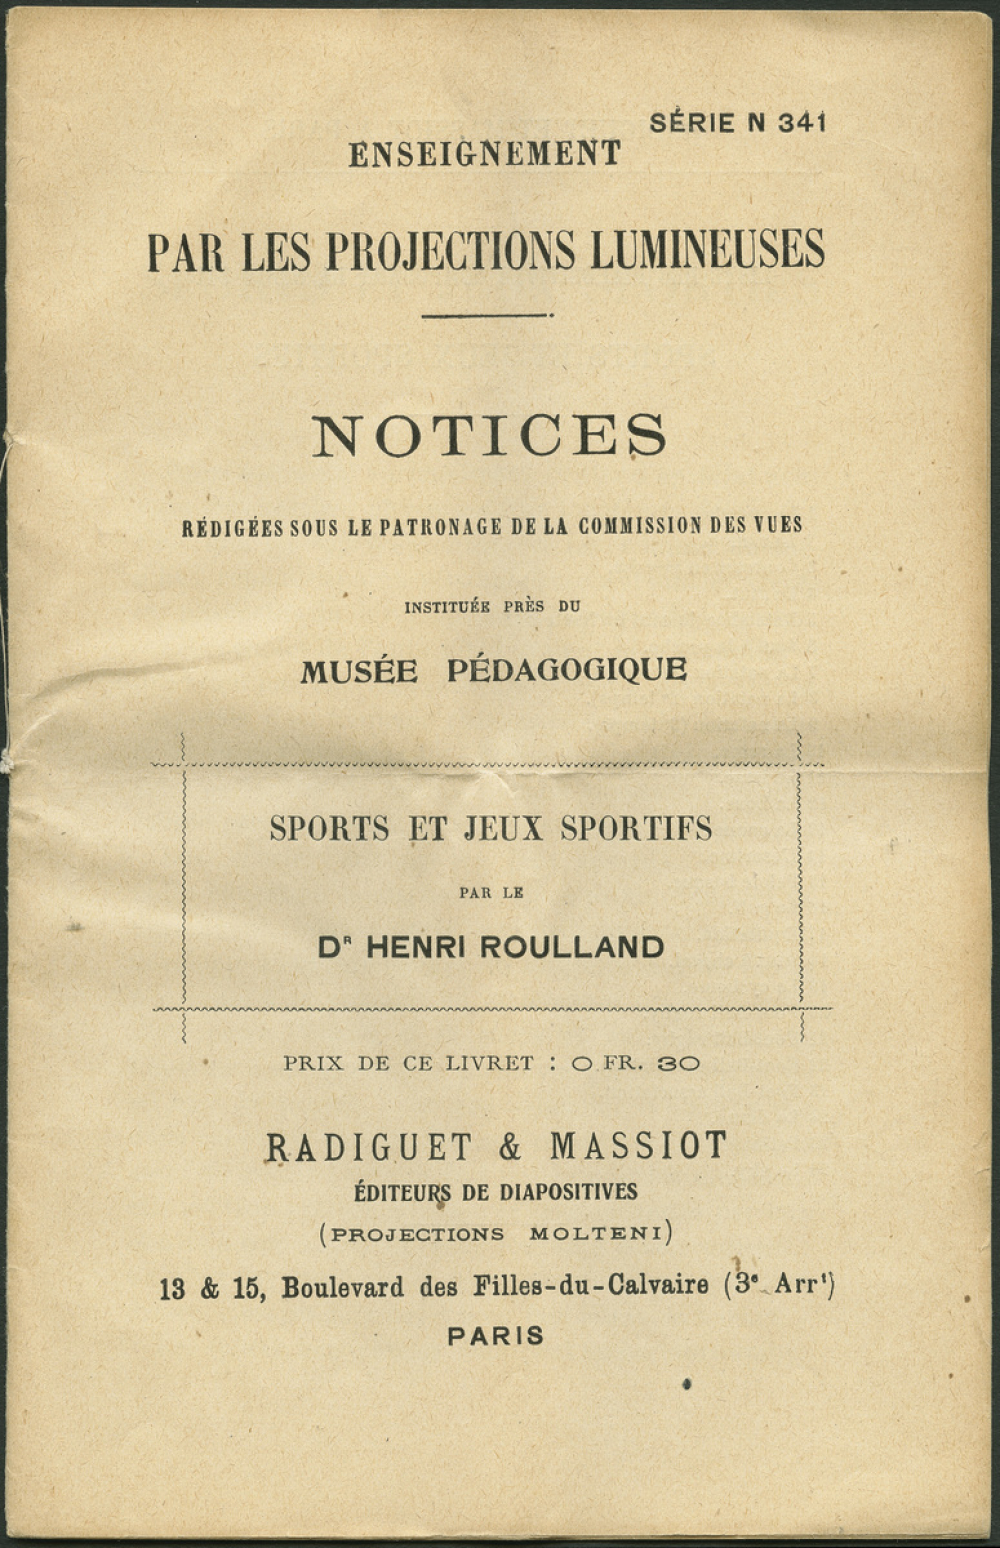 SÉRIE N 341
ENSEIGNEMENT
PAR LES PROJECTIONS LUMINEUSES
NOTICES
RÉDIGÉES SOUS LE PATRONAGE DE LA COMMISSION DES VUES
INSTITUÉE PRÈS DU
MUSÉE PÉDAGOGIQUE
SPORTS ET JEUX SPORTIFS
PAR LE
Dᴿ HENRI ROULLAND
PRIX DE CE LIVRET : 0 FR. 30
RADIGUET & MASSIOT
ÉDITEURS DE DIAPOSITIVES
(PROJECTIONS MOLTENI)
13 & 15, Boulevard des Filles-du-Calvaire (3ᵉ Arrᵗ)
PARIS